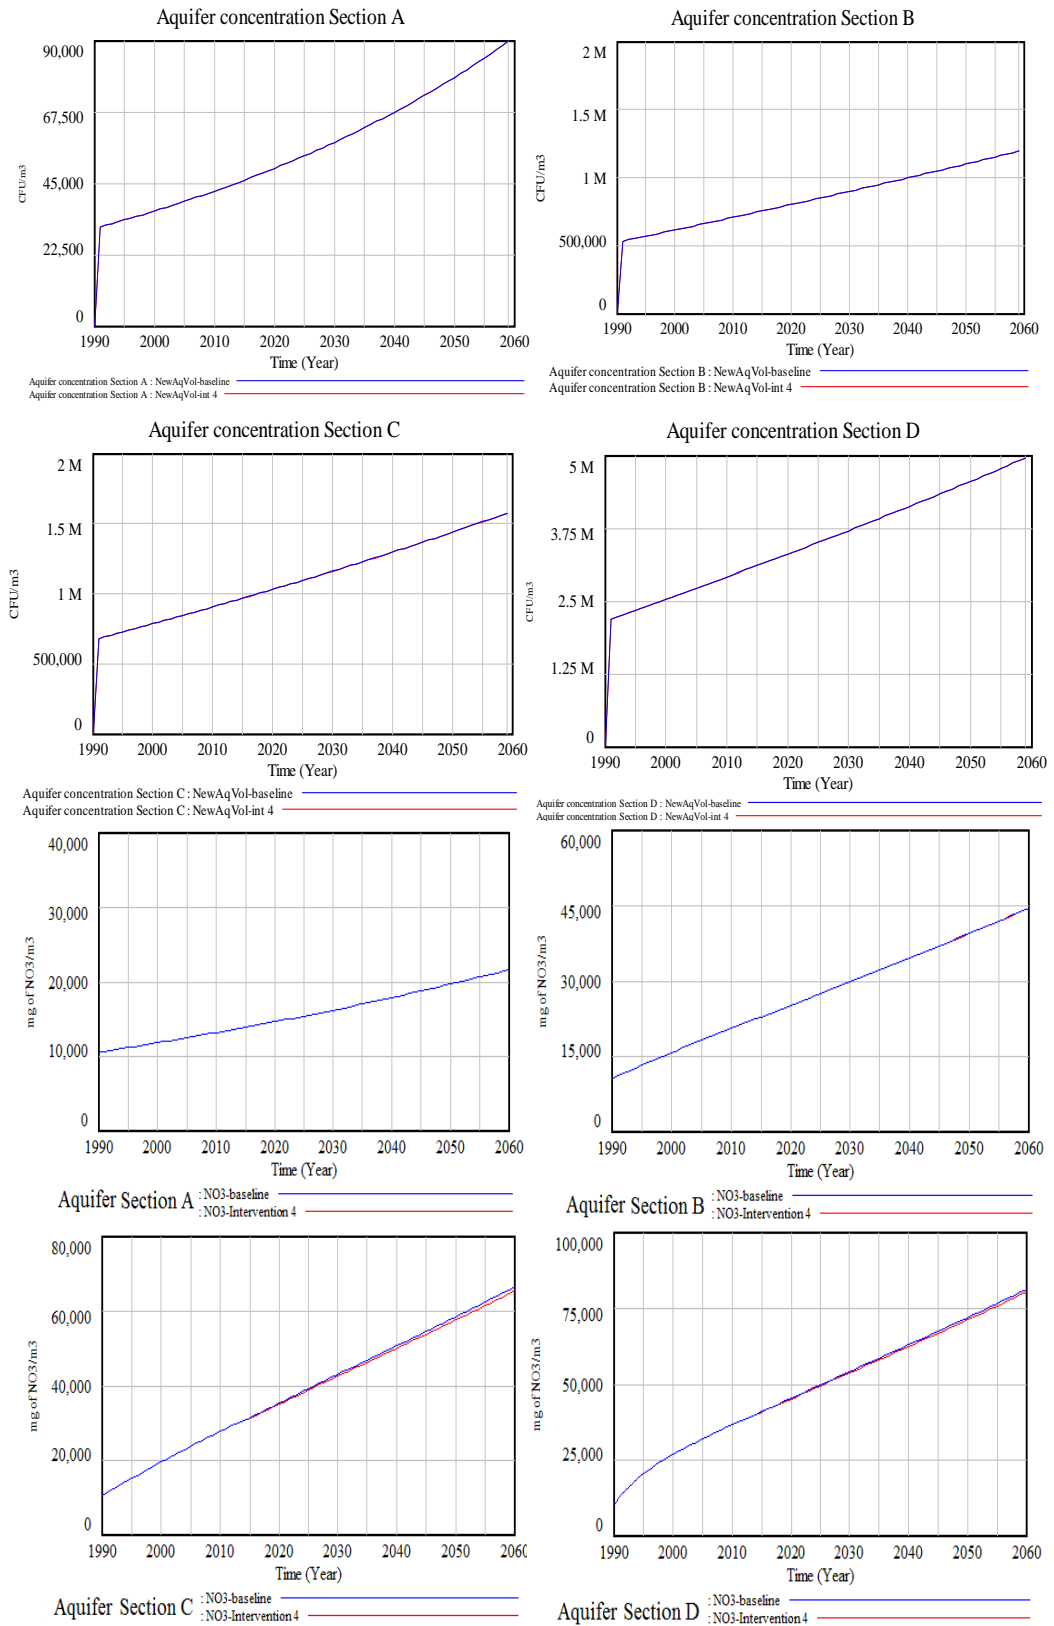 Aquifer concentration Section A
90,000
67,500
45,000
22,500
0
CFU/m3
1990 2000 2010 2020 2030 2040 2050 2060
Time (Year)
Aquifer concentration Section A : NewAqVol-baseline
Aquifer concentration Section A : NewAqVol-int 4
Aquifer concentration Section B
2 M
1.5 M
1 M
500,000
0
CFU/m3
1990 2000 2010 2020 2030 2040 2050 2060
Time (Year)
Aquifer concentration Section B : NewAqVol-baseline
Aquifer concentration Section B : NewAqVol-int 4
Aquifer concentration Section C
2 M
1.5 M
1 M
500,000
0
CFU/m3
1990 2000 2010 2020 2030 2040 2050 2060
Time (Year)
Aquifer concentration Section C : NewAqVol-baseline
Aquifer concentration Section C : NewAqVol-int 4
Aquifer concentration Section D
5 M
3.75 M
2.5 M
1.25 M
0
CFU/m3
1990 2000 2010 2020 2030 2040 2050 2060
Time (Year)
Aquifer concentration Section D : NewAqVol-baseline
Aquifer concentration Section D : NewAqVol-int 4
40,000
30,000
20,000
10,000
0
mg of NO3/m3
1990 2000 2010 2020 2030 2040 2050 2060
Time (Year)
Aquifer Section A : NO3-baseline
: NO3-Intervention 4
60,000
45,000
30,000
15,000
0
mg of NO3/m3
1990 2000 2010 2020 2030 2040 2050 2060
Time (Year)
Aquifer Section B : NO3-baseline
: NO3-Intervention 4
80,000
60,000
40,000
20,000
0
mg of NO3/m3
1990 2000 2010 2020 2030 2040 2050 2060
Time (Year)
Aquifer Section C : NO3-baseline
: NO3-Intervention 4
100,000
75,000
50,000
25,000
0
mg of NO3/m3
1990 2000 2010 2020 2030 2040 2050 2060
Time (Year)
Aquifer Section D : NO3-baseline
: NO3-Intervention 4